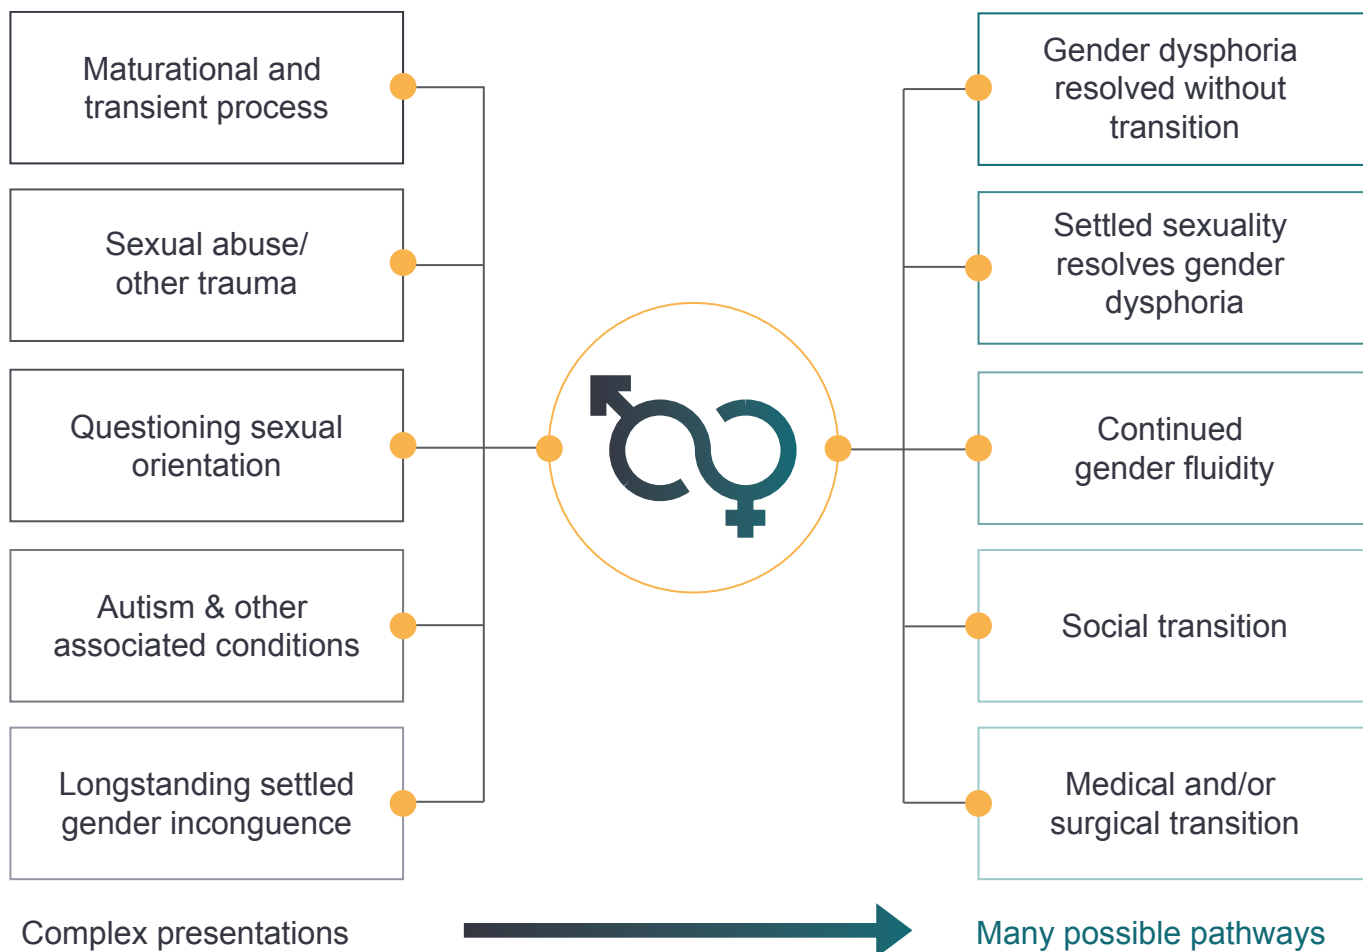 Maturational and
transient process
Sexual abuse/
other trauma
Questioning sexual
orientation
Autism & other
associated conditions
Longstanding settled
gender inconguence
Complex presentations
Gender dysphoria
resolved without
transition
Settled sexuality
resolves gender
dysphoria
Continued
gender fluidity
Social transition
Medical and/or
surgical transition
Many possible pathways